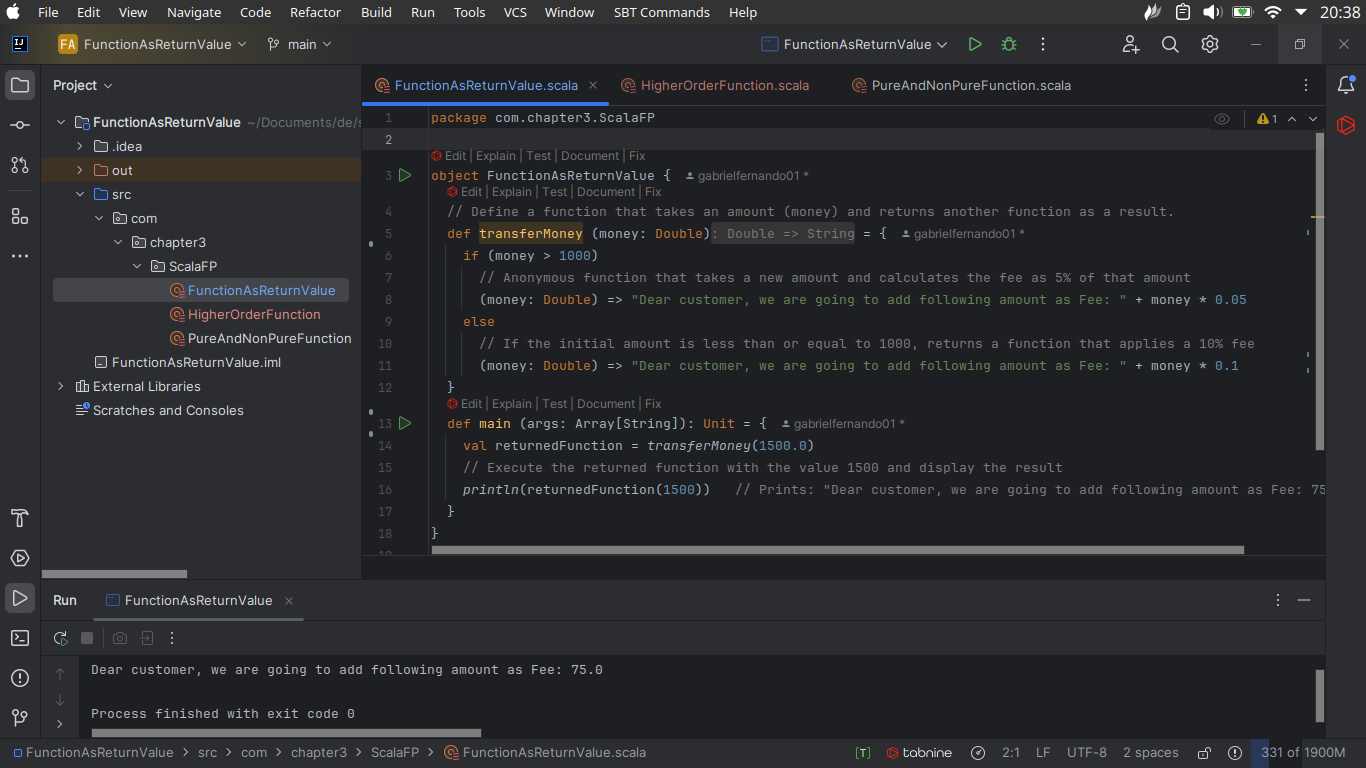 File Edit View Navigate Code Refactor Build Run Tools VCS Window SBT Commands Help 20:38
IJ FA FunctionAsReturnValue main FunctionAsReturnValue
Project
FunctionAsReturnValue ~/Documents/de/s
.idea
out
src
com
chapter3
ScalaFP
FunctionAsReturnValue
HigherOrderFunction
PureAndNonPureFunction
FunctionAsReturnValue.iml
External Libraries
Scratches and Consoles
FunctionAsReturnValue.scala HigherOrderFunction.scala PureAndNonPureFunction.scala
1 package com.chapter3.ScalaFP 1
2
Edit | Explain | Test | Document | Fix
3 object FunctionAsReturnValue { gabrielfernando01 *
Edit | Explain | Test | Document | Fix
4 // Define a function that takes an amount (money) and returns another function as a result.
5 def transferMoney (money: Double): Double => String = { gabrielfernando01 *
6 if (money > 1000)
7 // Anonymous function that takes a new amount and calculates the fee as 5% of that amount
8 (money: Double) => "Dear customer, we are going to add following amount as Fee: " + money * 0.05
9 else
10 // If the initial amount is less than or equal to 1000, returns a function that applies a 10% fee
11 (money: Double) => "Dear customer, we are going to add following amount as Fee: " + money * 0.1
12 }
Edit | Explain | Test | Document | Fix
13 def main (args: Array[String]): Unit = { gabrielfernando01 *
14 val returnedFunction = transferMoney(1500.0)
15 // Execute the returned function with the value 1500 and display the result
16 println(returnedFunction(1500)) // Prints: "Dear customer, we are going to add following amount as Fee: 75
17 }
18 }
19
Run FunctionAsReturnValue
Dear customer, we are going to add following amount as Fee: 75.0
Process finished with exit code 0
FunctionAsReturnValue > src > com > chapter3 > ScalaFP > FunctionAsReturnValue.scala [T] tabnine 2:1 LF UTF-8 2 spaces 331 of 1900M